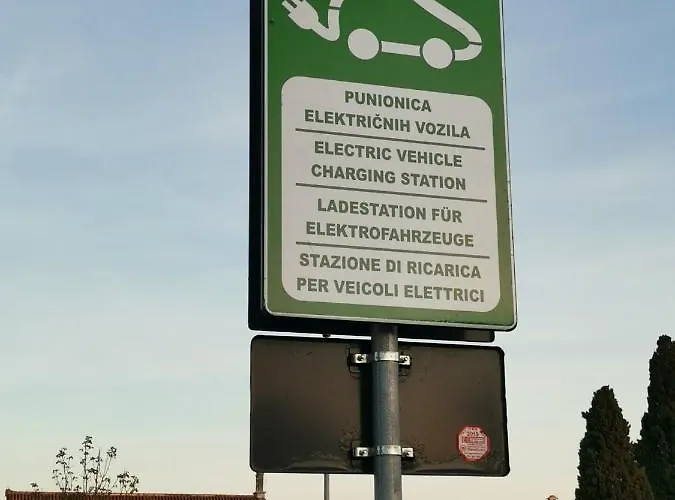 PUNIONICA
ELEKTRIČNIH VOZILA
ELECTRIC VEHICLE
CHARGING STATION
LADESTATION FÜR
ELEKTROFAHRZEUGE
STAZIONE DI RICARICA
PER VEICOLI ELETTRICI